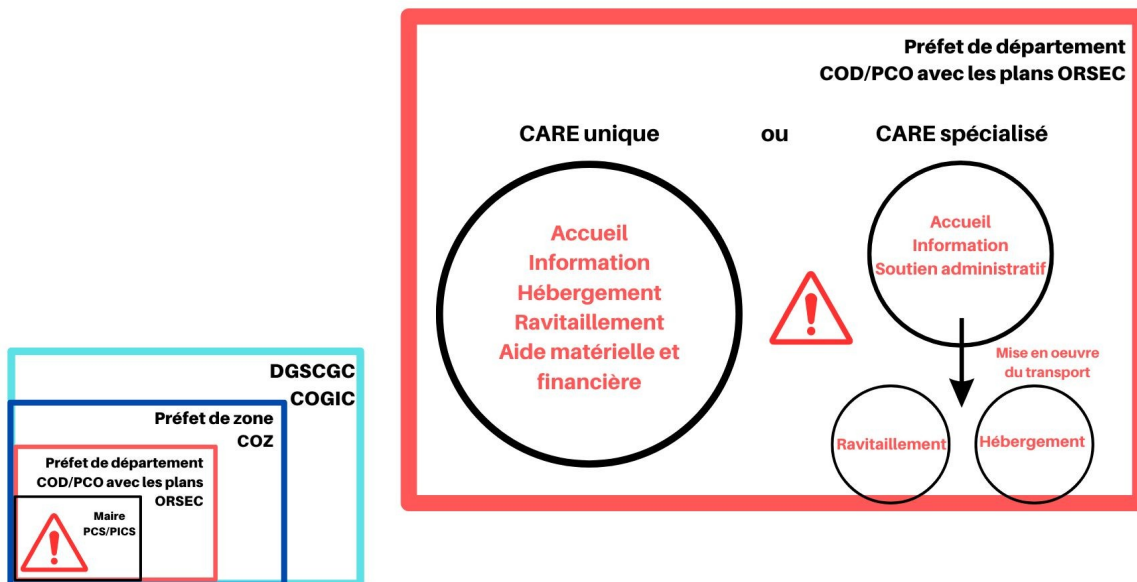 Préfet de département
COD/PCO avec les plans ORSEC
CARE unique
ou
CARE spécialisé
Accueil
Information
Hébergement
Ravitaillement
Aide matérielle et
financière
Accueil
Information
Soutien administratif
Mise en oeuvre
du transport
Ravitaillement
Hébergement
DGSCGC
COGIC
Préfet de zone
COZ
Préfet de département
COD/PCO avec les plans
ORSEC
Maire
PCS/PICS